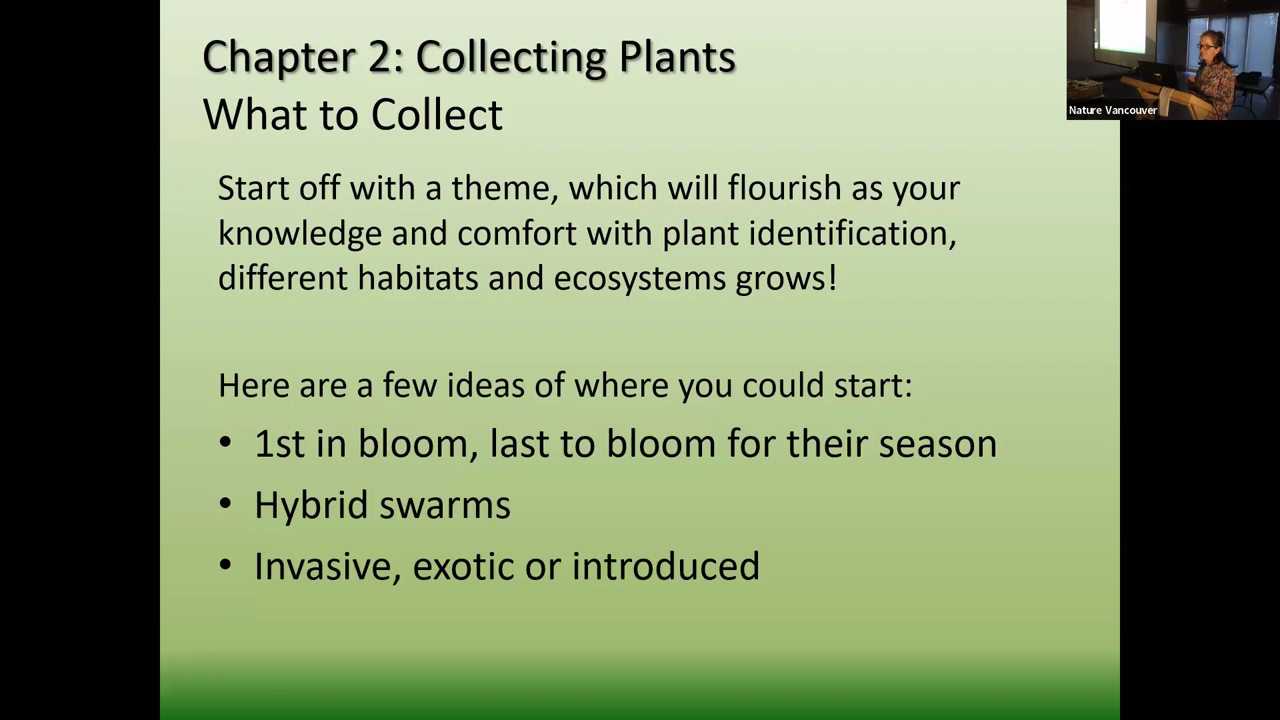 Chapter 2: Collecting Plants
What to Collect
Start off with a theme, which will flourish as your
knowledge and comfort with plant identification,
different habitats and ecosystems grows!
Here are a few ideas of where you could start:
• 1st in bloom, last to bloom for their season
• Hybrid swarms
• Invasive, exotic or introduced
Nature Vancouver